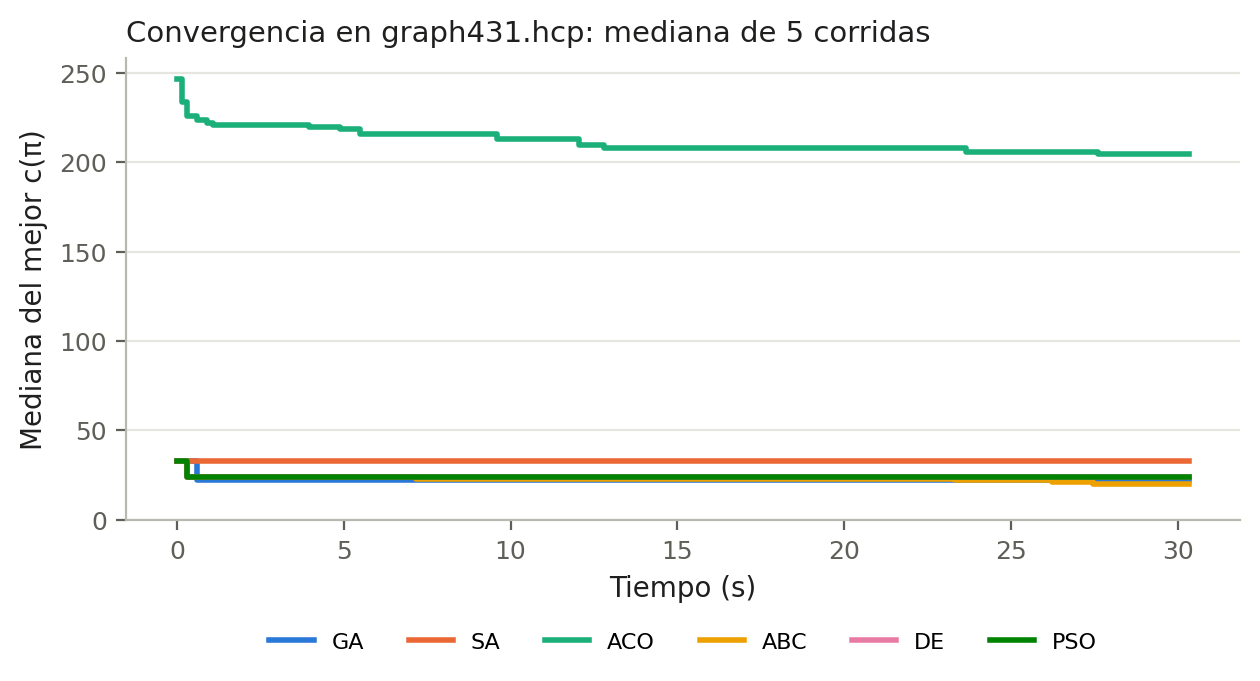 Convergencia en graph431.hcp: mediana de 5 corridas
Mediana del mejor c(π)
250
200
150
100
50
0
0 5 10 15 20 25 30
Tiempo (s)
GA SA ACO ABC DE PSO